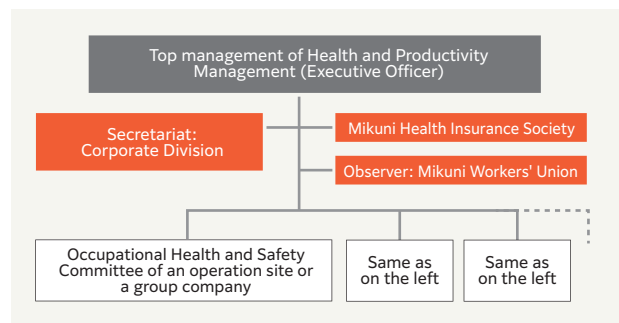 Top management of Health and Productivity
Management (Executive Officer)
Secretariat:
Corporate Division
Mikuni Health Insurance Society
Observer: Mikuni Workers' Union
Occupational Health and Safety
Committee of an operation site or
a group company
Same as
on the left
Same as
on the left